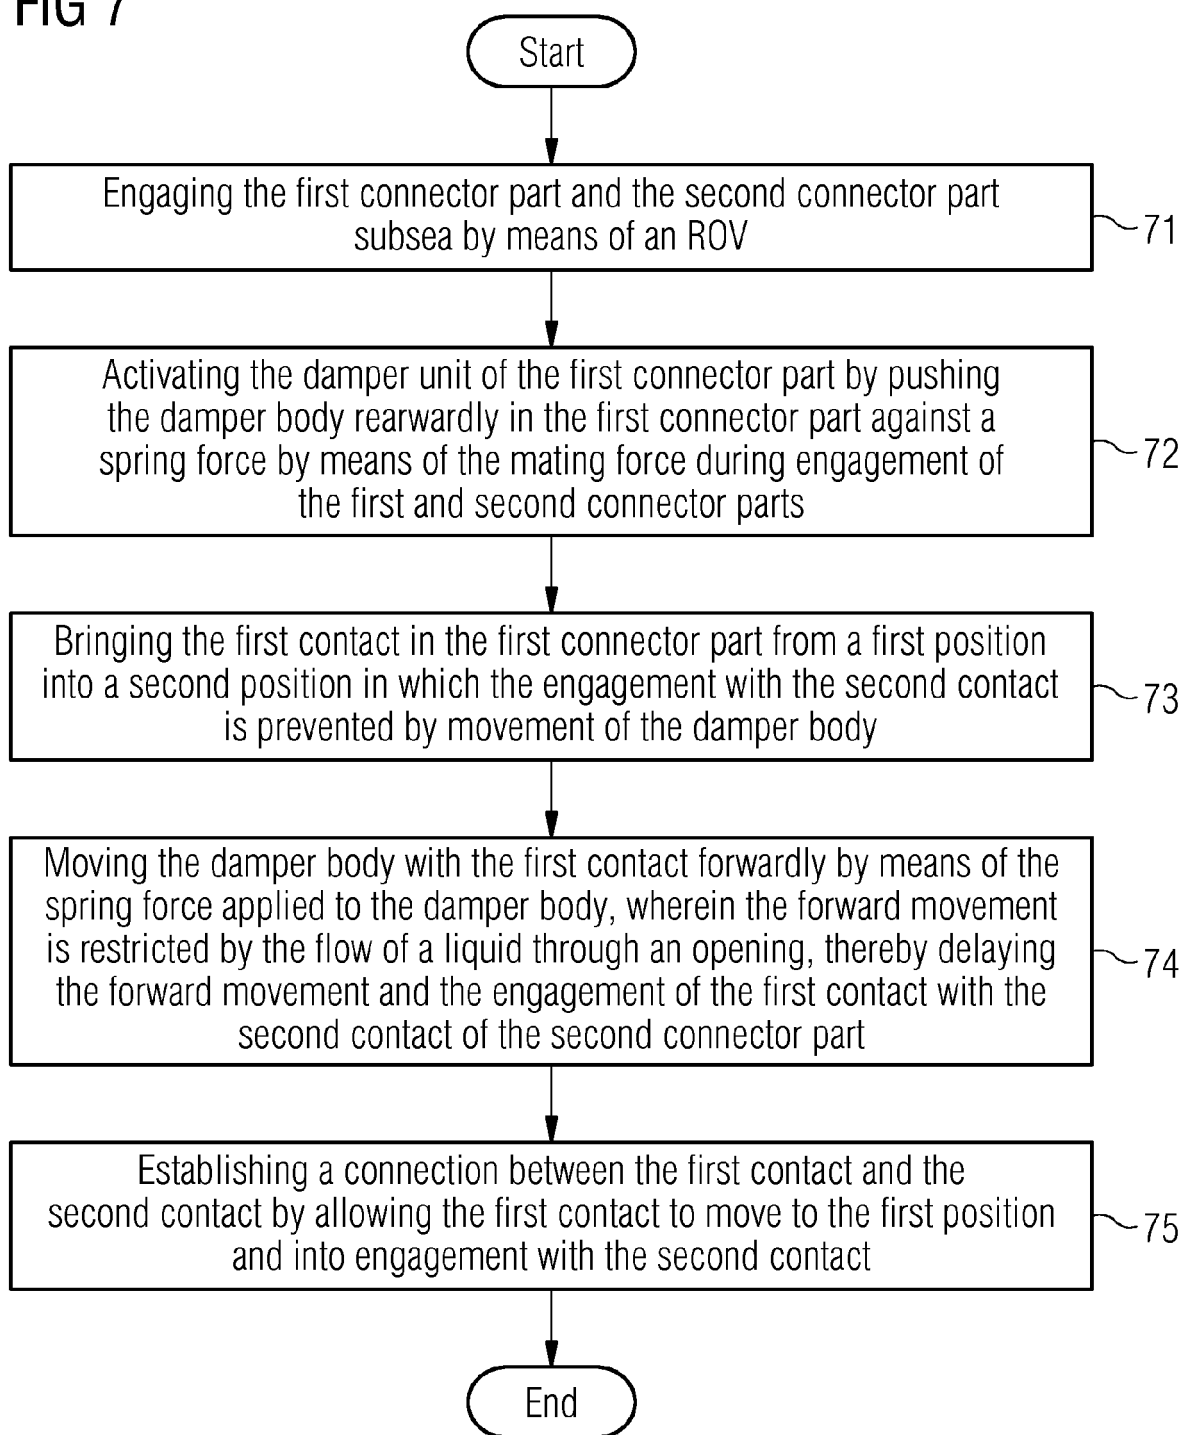 FIG 7
Start
Engaging the first connector part and the second connector part
subsea by means of an ROV
71
Activating the damper unit of the first connector part by pushing
the damper body rearwardly in the first connector part against a
spring force by means of the mating force during engagement of
the first and second connector parts
72
Bringing the first contact in the first connector part from a first position
into a second position in which the engagement with the second contact
is prevented by movement of the damper body
73
Moving the damper body with the first contact forwardly by means of the
spring force applied to the damper body, wherein the forward movement
is restricted by the flow of a liquid through an opening, thereby delaying
the forward movement and the engagement of the first contact with the
second contact of the second connector part
74
Establishing a connection between the first contact and the
second contact by allowing the first contact to move to the first position
and into engagement with the second contact
75
End